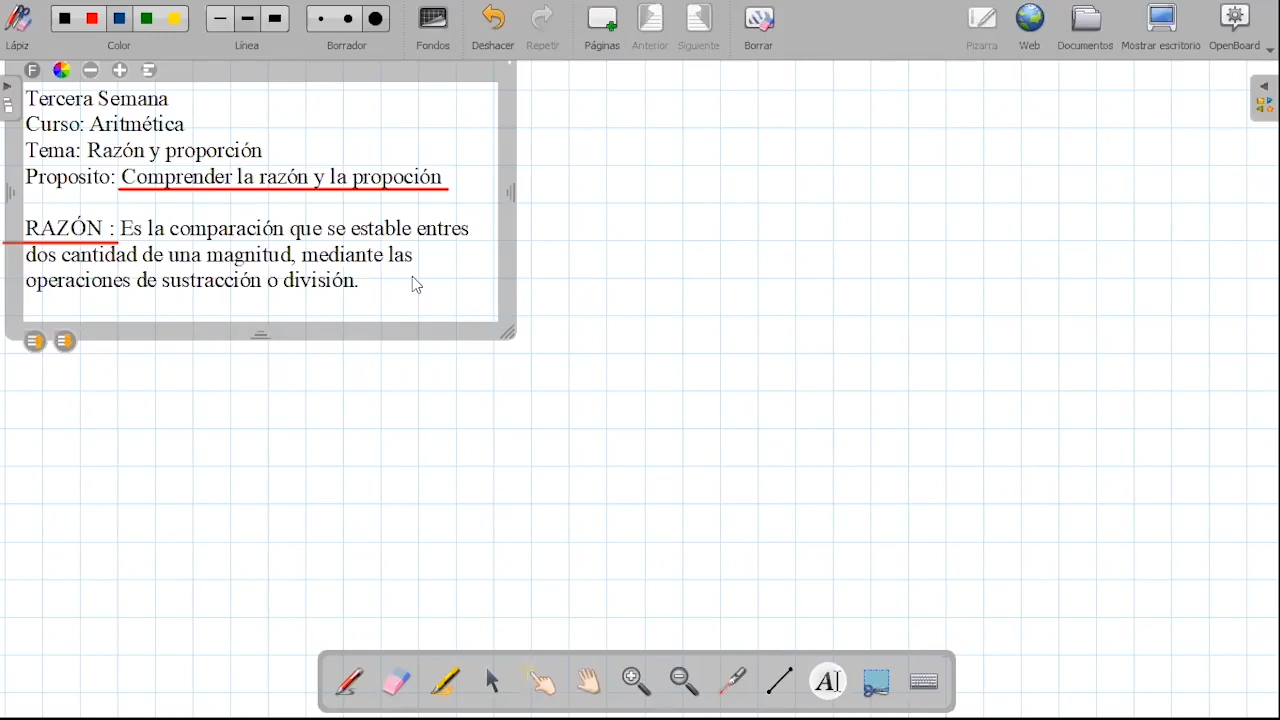 Lápiz
Color
Línea
Borrador
Fondos
Deshacer
Repetir
Páginas
Anterior
Siguiente
Borrar
Pizarra
Web
Documentos
Mostrar escritorio
OpenBoard
F
Tercera Semana
Curso: Aritmética
Tema: Razón y proporción
Proposito: Comprender la razón y la propoción
RAZÓN : Es la comparación que se estable entres
dos cantidad de una magnitud, mediante las
operaciones de sustracción o división.
AI